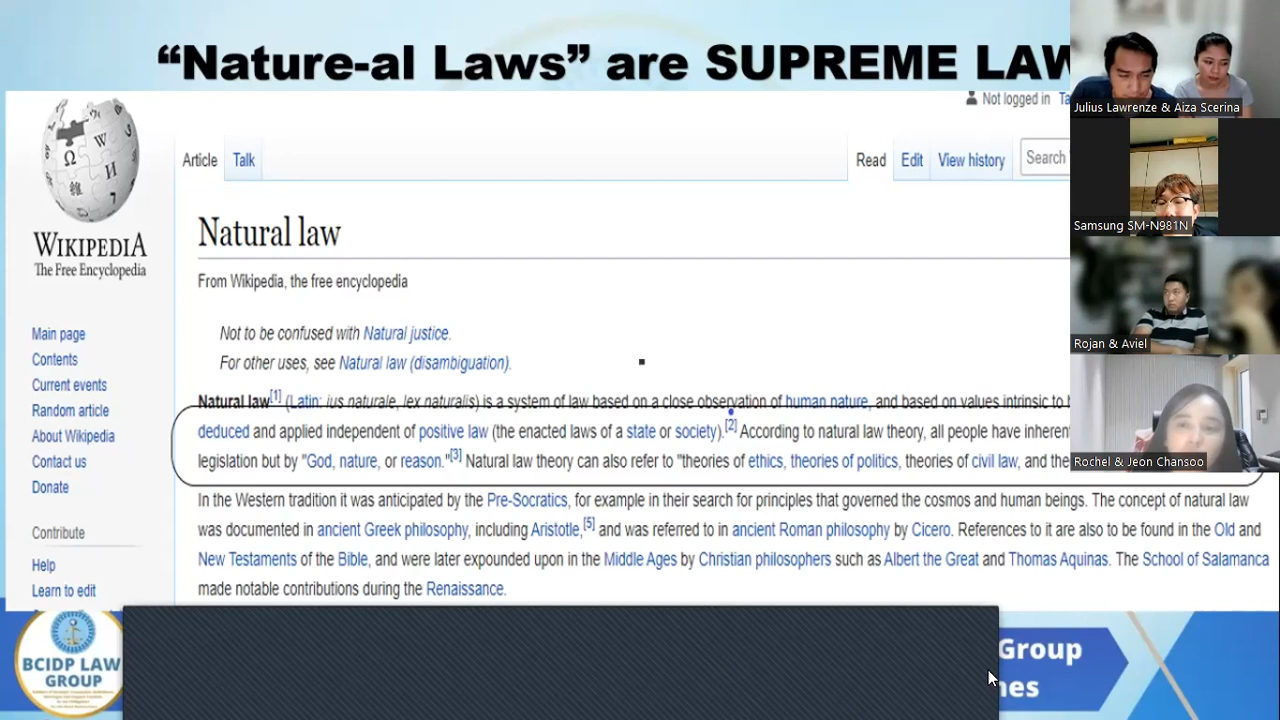 “Nature-al Laws” are SUPREME LAW
Not logged in Ta
WIKIPEDIA
The Free Encyclopedia
Article Talk
Read Edit View history
Search
Natural law
From Wikipedia, the free encyclopedia
Not to be confused with Natural justice.
For other uses, see Natural law (disambiguation).
Natural law[1] (Latin: ius naturale, lex naturalis) is a system of law based on a close observation of human nature, and based on values intrinsic to
deduced and applied independent of positive law (the enacted laws of a state or society).[2] According to natural law theory, all people have inheren
legislation but by "God, nature, or reason."[3] Natural law theory can also refer to "theories of ethics, theories of politics, theories of civil law, and the
In the Western tradition it was anticipated by the Pre-Socratics, for example in their search for principles that governed the cosmos and human beings. The concept of natural law
was documented in ancient Greek philosophy, including Aristotle,[5] and was referred to in ancient Roman philosophy by Cicero. References to it are also to be found in the Old and
New Testaments of the Bible, and were later expounded upon in the Middle Ages by Christian philosophers such as Albert the Great and Thomas Aquinas. The School of Salamanca
made notable contributions during the Renaissance.
Main page
Contents
Current events
Random article
About Wikipedia
Contact us
Donate
Contribute
Help
Learn to edit
Julius Lawrenze & Aiza Scerina
Samsung SM-N981N
Rojan & Aviel
Rochel & Jeon Chansoo
BCIDP LAW
GROUP
Group
nes